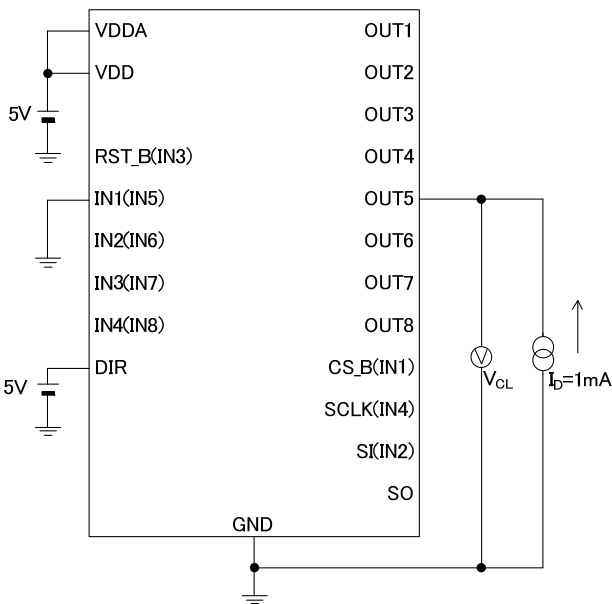 VDDA
VDD
5V
RST_B(IN3)
IN1(IN5)
IN2(IN6)
IN3(IN7)
IN4(IN8)
DIR
5V
GND
OUT1
OUT2
OUT3
OUT4
OUT5
OUT6
OUT7
OUT8
CS_B(IN1)
SCLK(IN4)
SI(IN2)
SO
V
VCL
ID=1mA